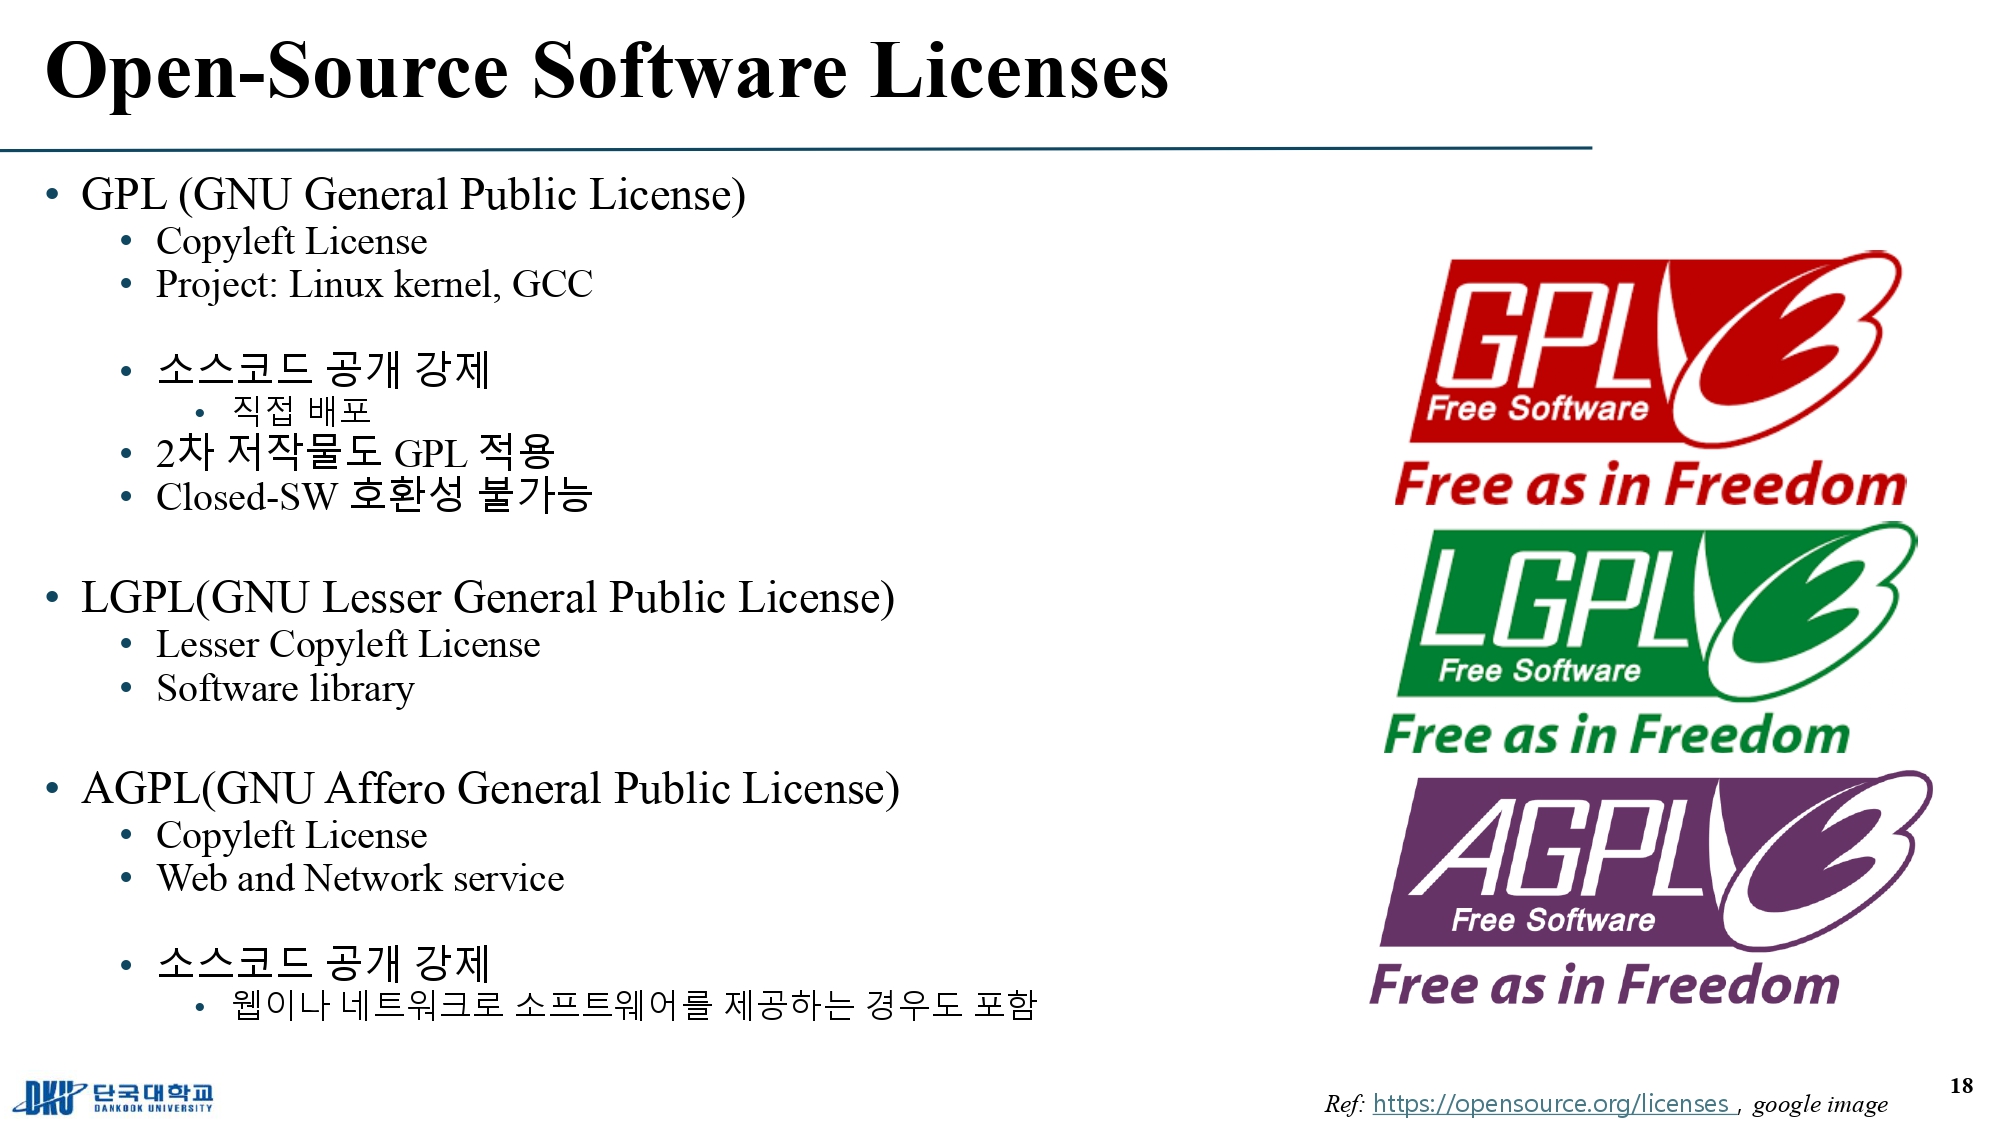 Open-Source Software Licenses
• GPL (GNU General Public License)
• Copyleft License
• Project: Linux kernel, GCC
• 소스코드 공개 강제
• 직접 배포
• 2차 저작물도 GPL 적용
• Closed-SW 호환성 불가능
• LGPL(GNU Lesser General Public License)
• Lesser Copyleft License
• Software library
• AGPL(GNU Affero General Public License)
• Copyleft License
• Web and Network service
• 소스코드 공개 강제
• 웹이나 네트워크로 소프트웨어를 제공하는 경우도 포함
GPL 3
Free Software
Free as in Freedom
LGPL 3
Free Software
Free as in Freedom
AGPL 3
Free Software
Free as in Freedom
DKU 단국대학교
DANKOOK UNIVERSITY
Ref: https://opensource.org/licenses , google image
18